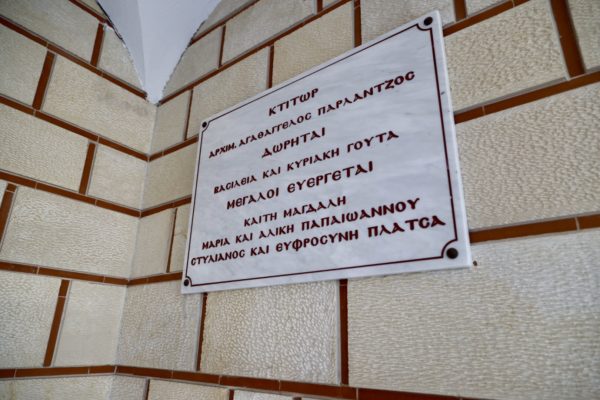 ΚΤΙΤΩΡ
ΑΡΧΙΜ. ΑΓΑΘΑΓΓΕΛΟΣ ΠΑΡΛΑΝΤΖΟΣ
ΔΩΡΗΤΑΙ
ΒΑΣΙΛΕΙΑ ΚΑΙ ΚΥΡΙΑΚΗ ΓΟΥΤΑ
ΜΕΓΑΛΟΙ ΕΥΕΡΓΕΤΑΙ
ΚΑΙΤΗ ΜΑΓΔΑΛΗ
ΜΑΡΙΑ ΚΑΙ ΑΛΙΚΗ ΠΑΠΑΙΩΑΝΝΟΥ
ΣΤΥΛΙΑΝΟΣ ΚΑΙ ΕΥΦΡΟΣΥΝΗ ΠΛΑΤΣΑ